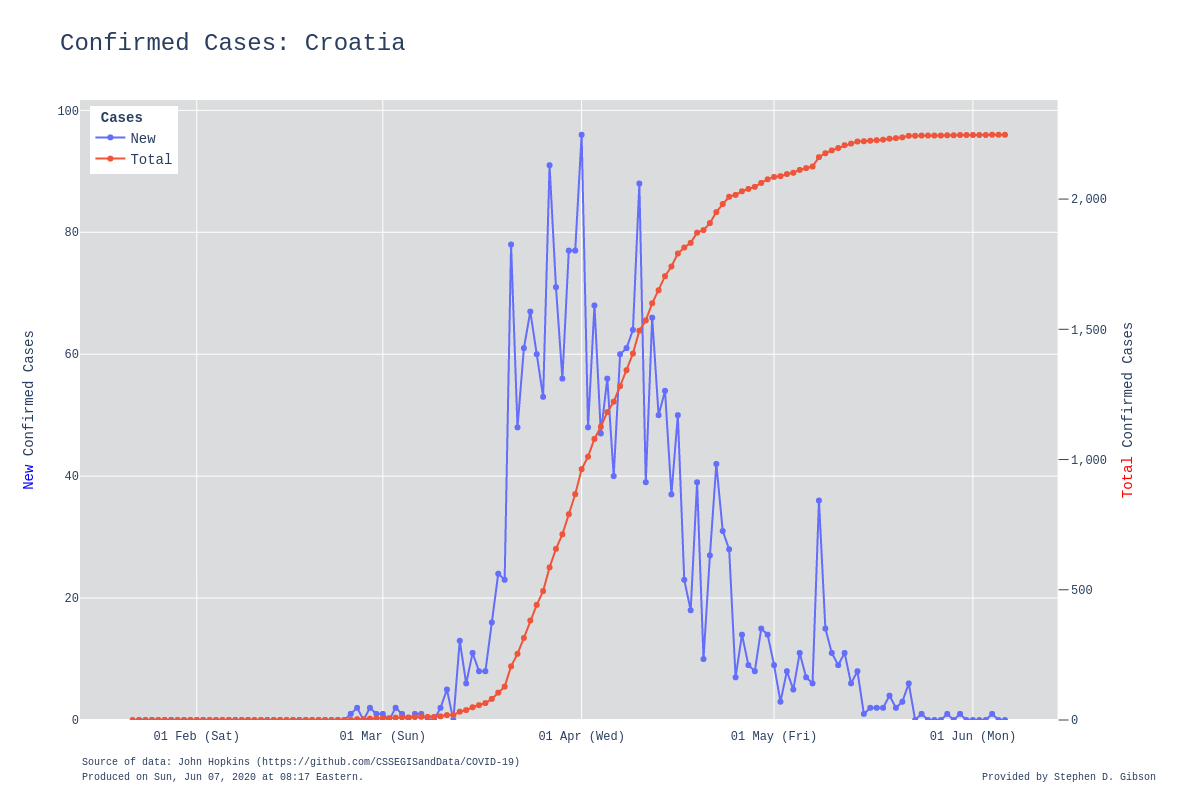 Confirmed Cases: Croatia
Cases
New
Total
100
80
60
40
20
0
2,000
1,500
1,000
500
0
New Confirmed Cases
Total Confirmed Cases
01 Feb (Sat)
01 Mar (Sun)
01 Apr (Wed)
01 May (Fri)
01 Jun (Mon)
Source of data: John Hopkins (https://github.com/CSSEGISandData/COVID-19)
Produced on Sun, Jun 07, 2020 at 08:17 Eastern.
Provided by Stephen D. Gibson